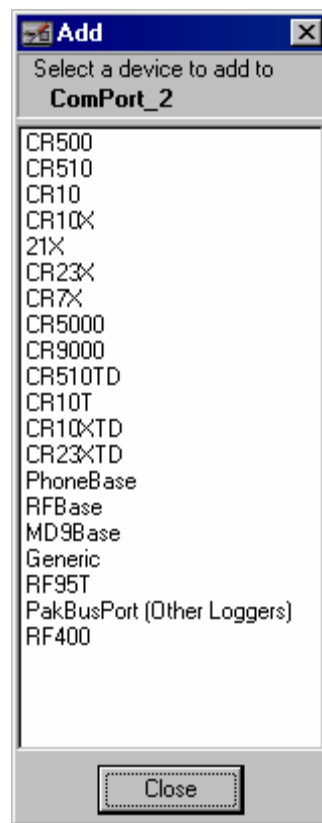 Add
Select a device to add to
ComPort_2
CR500
CR510
CR10
CR10X
21X
CR23X
CR7X
CR5000
CR9000
CR510TD
CR10T
CR10XTD
CR23XTD
PhoneBase
RFBase
MD9Base
Generic
RF95T
PakBusPort (Other Loggers)
RF400
Close